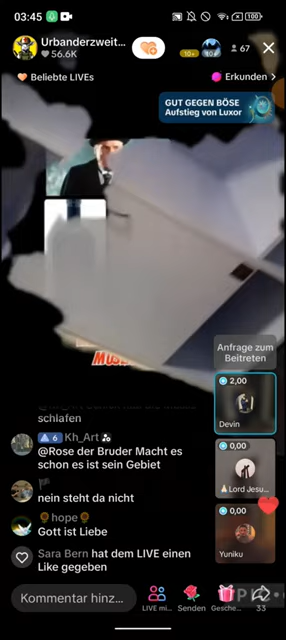 03:45
100
Urbanderzweit...
56.6K
10+
10+
67
Beliebte LIVEs
Erkunden >
GUT GEGEN BÖSE
Aufstieg von Luxor
Anfrage zum
Beitreten
2,00
Devin
schlafen
6 Kh_Art
@Rose der Bruder Macht es
schon es ist sein Gebiet
0,00
Lord Jesu...
nein steht da nicht
hope
Gott ist Liebe
0,00
Yuniku
Sara Bern hat dem LIVE einen
Like gegeben
Kommentar hinz...
LIVE mi...
Senden
Gesche...
33